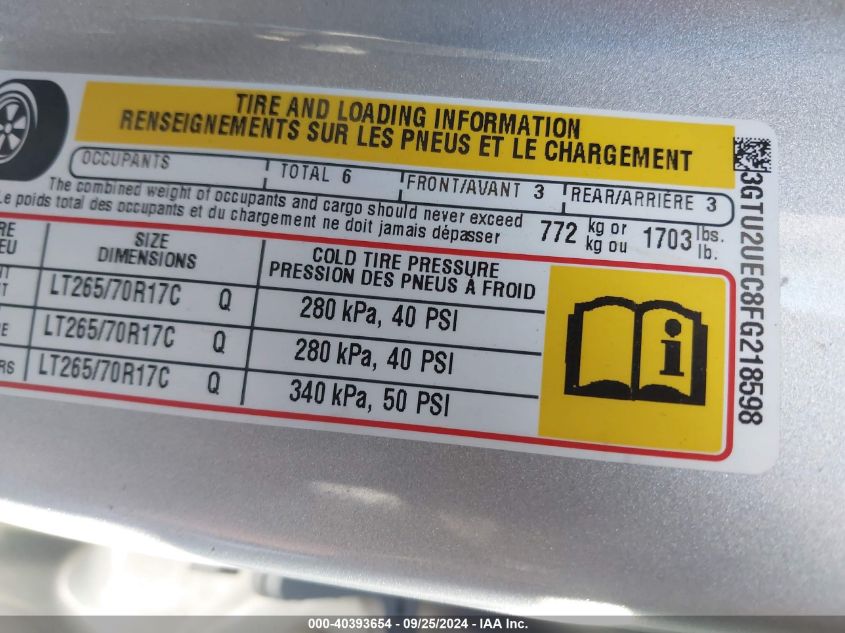 TIRE AND LOADING INFORMATION
RENSEIGNEMENTS SUR LES PNEUS ET LE CHARGEMENT
OCCUPANTS TOTAL 6 FRONT/AVANT 3 REAR/ARRIÈRE 3
The combined weight of occupants and cargo should never exceed 772 kg or 1703 lbs.
Le poids total des occupants et du chargement ne doit jamais dépasser kg ou lb.
SIZE COLD TIRE PRESSURE
DIMENSIONS PRESSION DES PNEUS À FROID
LT265/70R17C Q 280 kPa, 40 PSI
LT265/70R17C Q 280 kPa, 40 PSI
LT265/70R17C Q 340 kPa, 50 PSI
3GTU2UEC8FG218598
000-40393654 - 09/25/2024 - IAAI Inc.